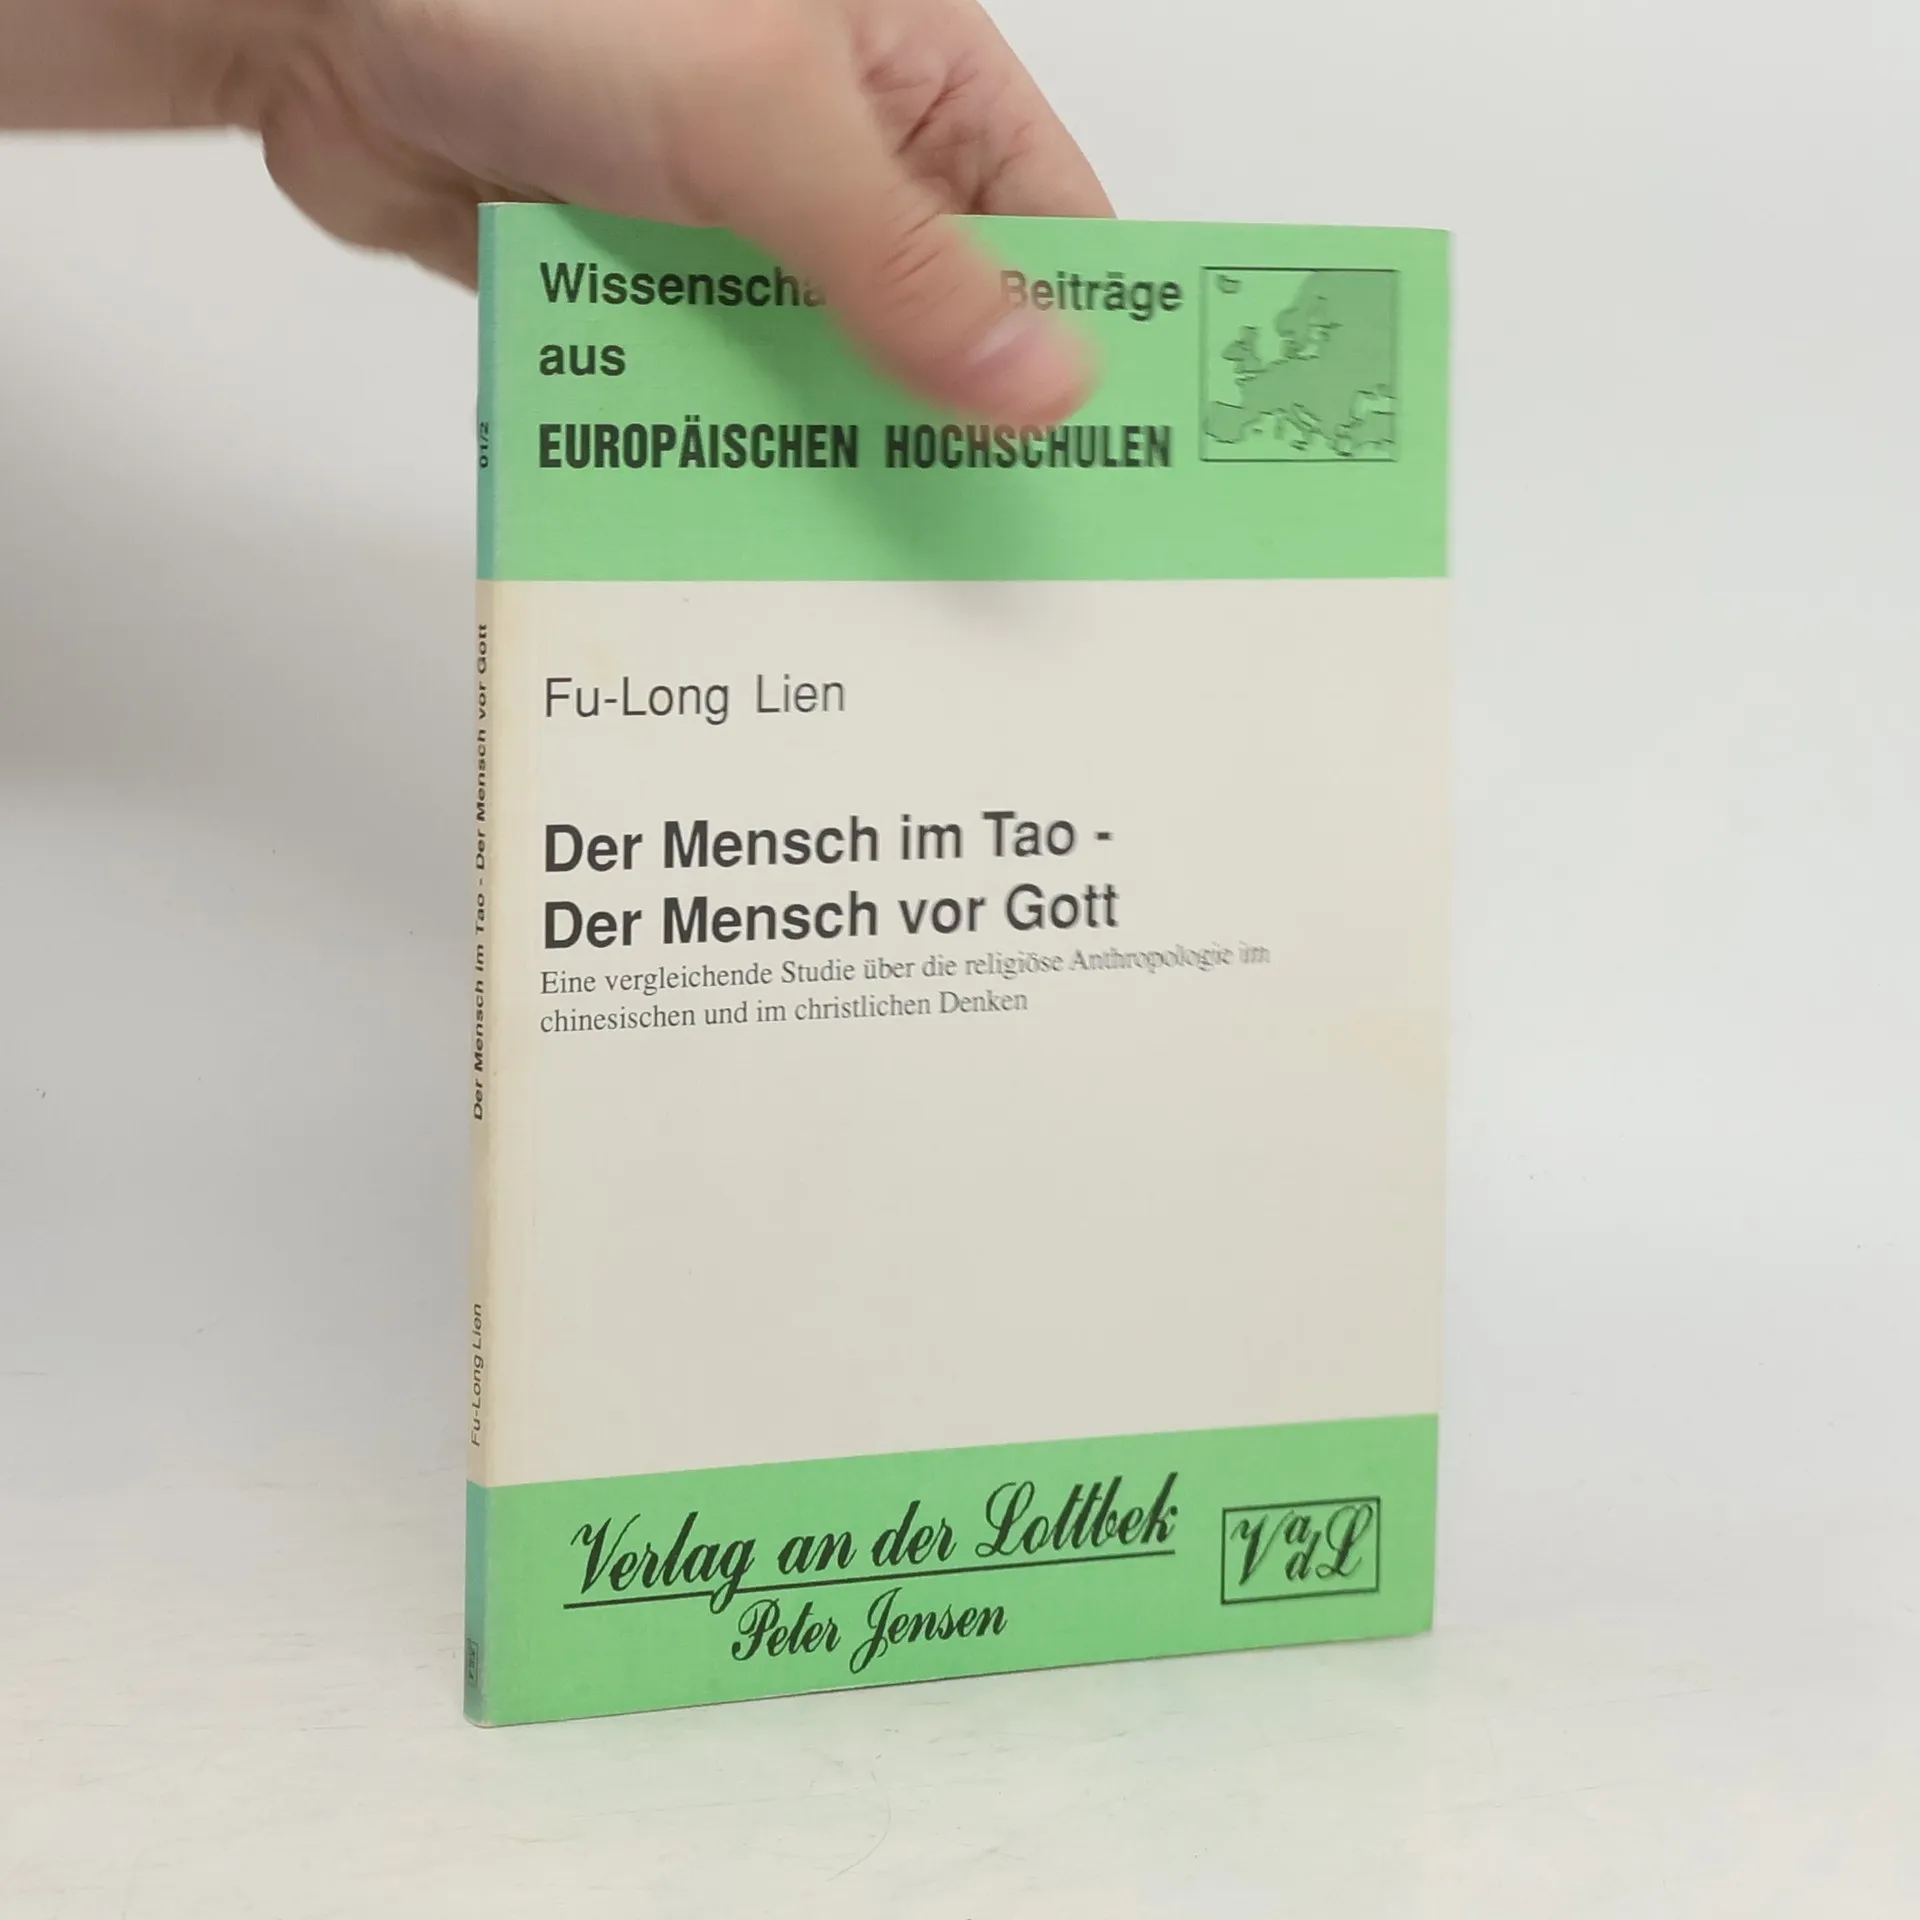 Wissenscha Beiträge
aus
EUROPÄISCHEN HOCHSCHULEN
Fu-Long Lien
Der Mensch im Tao -
Der Mensch vor Gott
Eine vergleichende Studie über die religiöse Anthropologie im
chinesischen und im christlichen Denken
Verlag an der Lottbek
Peter Jensen
VadL
01/2
Der Mensch im Tao - Der Mensch vor Gott
Fu-Long Lien